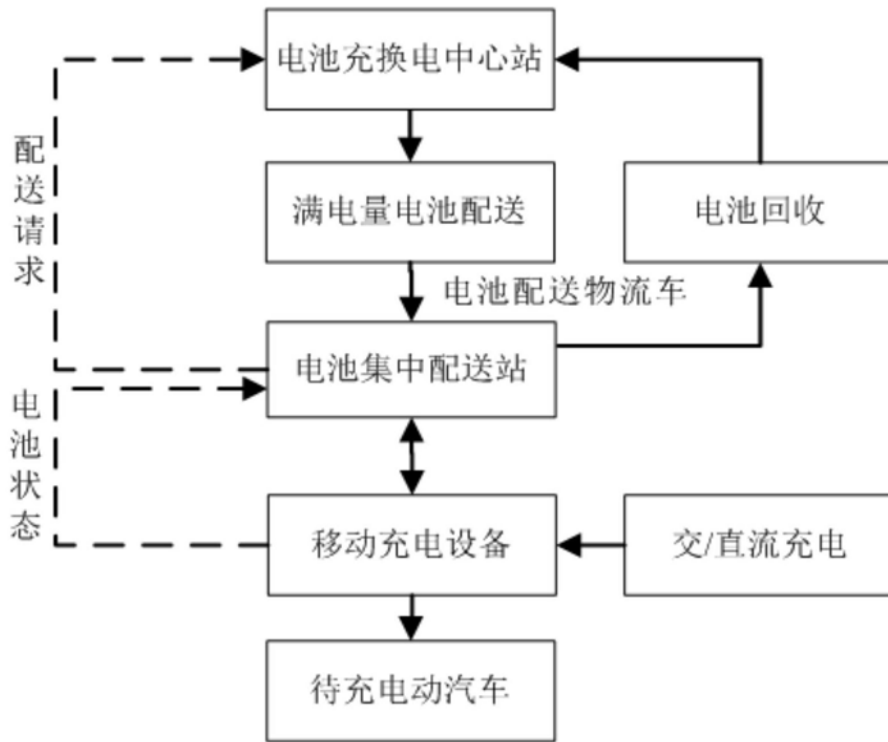 电池充换电中心站
配送请求
满电量电池配送
电池回收
电池配送物流车
电池集中配送站
电池状态
移动充电设备
交/直流充电
待充电动汽车